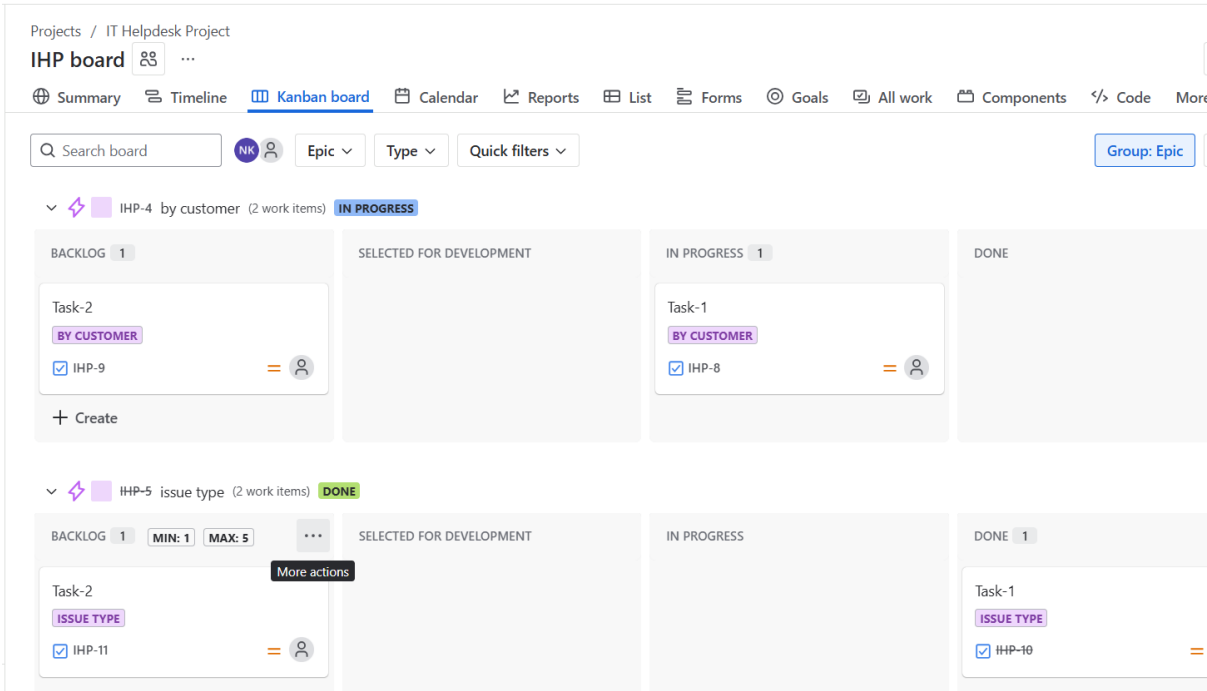 Projects / IT Helpdesk Project
IHP board ...
Summary Timeline Kanban board Calendar Reports List Forms Goals All work Components Code More
Search board NK Epic Type Quick filters Group: Epic
IHP-4 by customer (2 work items) IN PROGRESS
BACKLOG 1 SELECTED FOR DEVELOPMENT IN PROGRESS 1 DONE
Task-2 Task-1
BY CUSTOMER BY CUSTOMER
IHP-9 IHP-8
+ Create
IHP-5 issue type (2 work items) DONE
BACKLOG 1 MIN: 1 MAX: 5 ... SELECTED FOR DEVELOPMENT IN PROGRESS DONE 1
More actions
Task-2 Task-1
ISSUE TYPE ISSUE TYPE
IHP-11 IHP-10